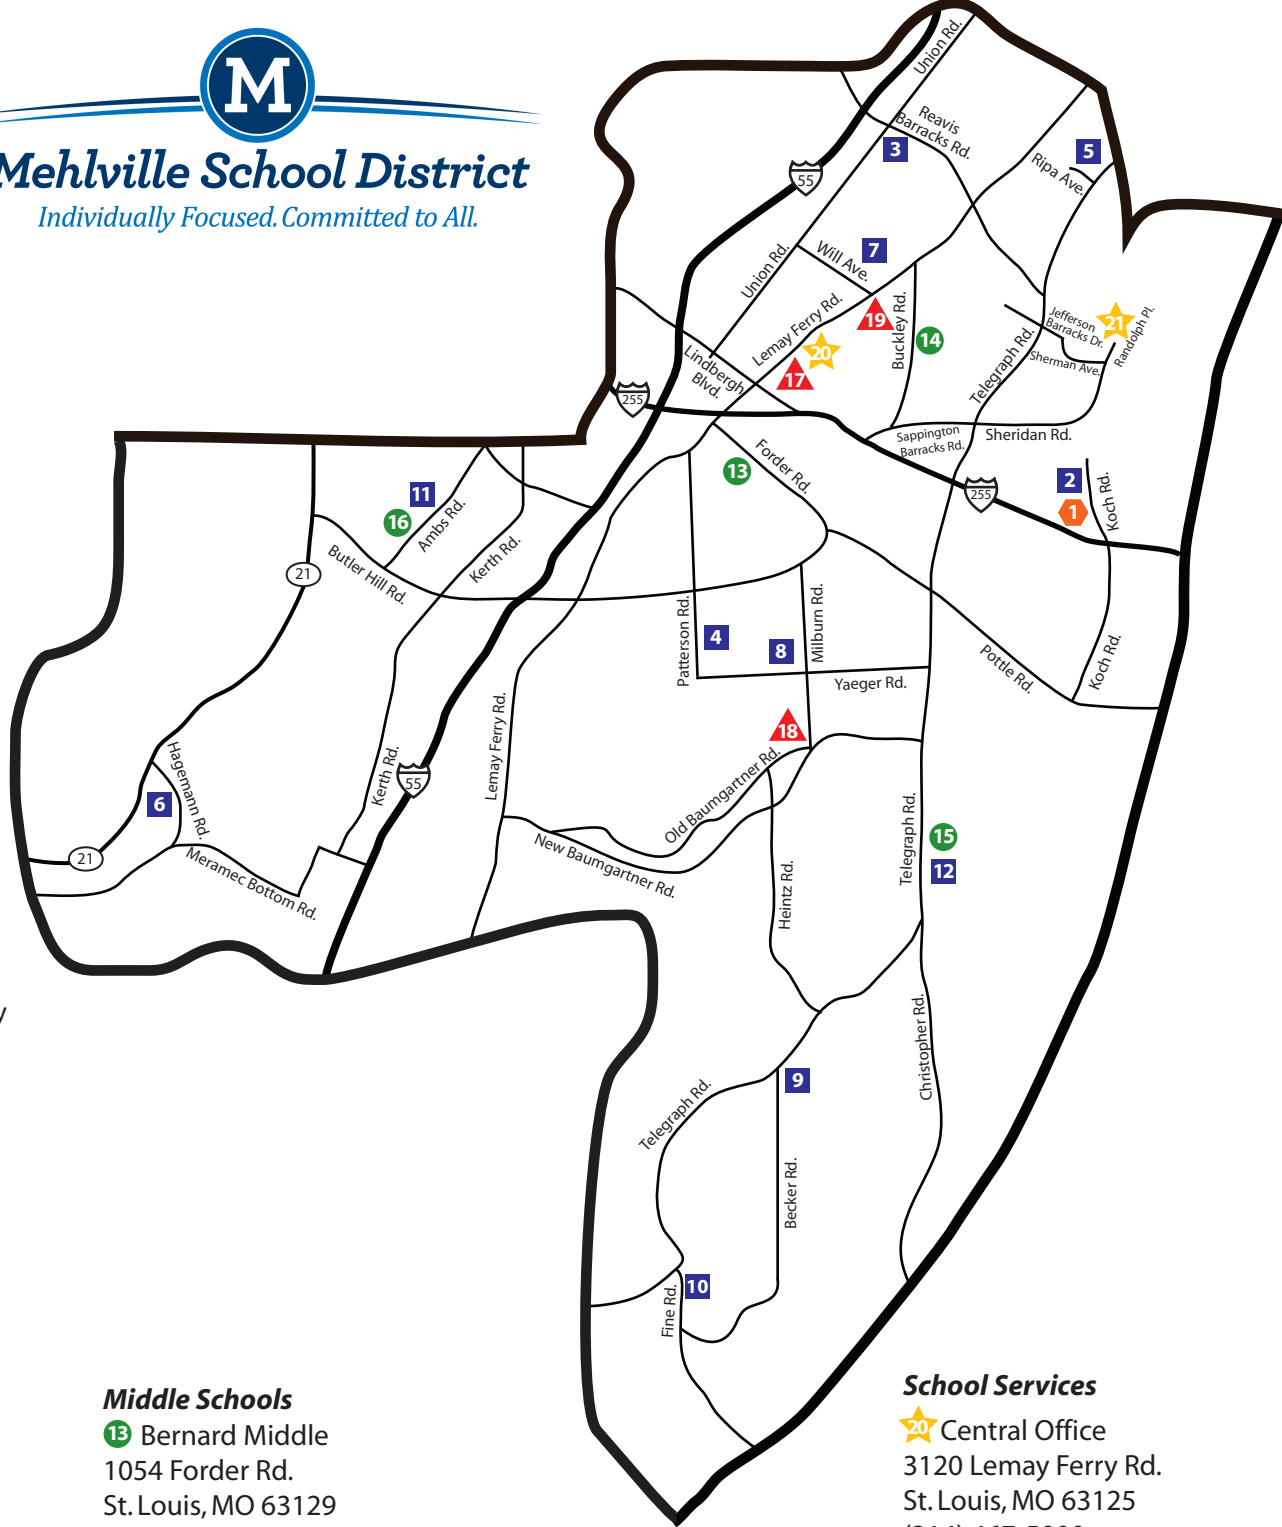 M
Mehlville School District
Individually Focused. Committed to All.
Union Rd.
Reavis
Barracks Rd.
3
5
Ripa Ave.
55
Union Rd.
Will Ave.
7
Lemay Ferry Rd.
19
Buckley Rd.
14
20
17
Lindbergh
Blvd.
255
Telegraph Rd.
Jefferson
Barracks Dr.
21
Randolph Pl.
Sherman Ave.
Sappington
Barracks Rd.
Sheridan Rd.
13
Forder Rd.
255
2
1
Koch Rd.
11
16
Ambs Rd.
Kerth Rd.
Butler Hill Rd.
21
Patterson Rd.
4
8
Milburn Rd.
Yaeger Rd.
Pottle Rd.
Koch Rd.
18
Lemay Ferry Rd.
Hagemann Rd.
6
Kerth Rd.
55
21
Meramec Bottom Rd.
Old Baumgartner Rd.
New Baumgartner Rd.
Heintz Rd.
Telegraph Rd.
15
12
y
Christopher Rd.
Telegraph Rd.
9
Becker Rd.
10
Fine Rd.
Middle Schools
13 Bernard Middle
1054 Forder Rd.
St. Louis, MO 63129
School Services
20 Central Office
3120 Lemay Ferry Rd.
St. Louis, MO 63125